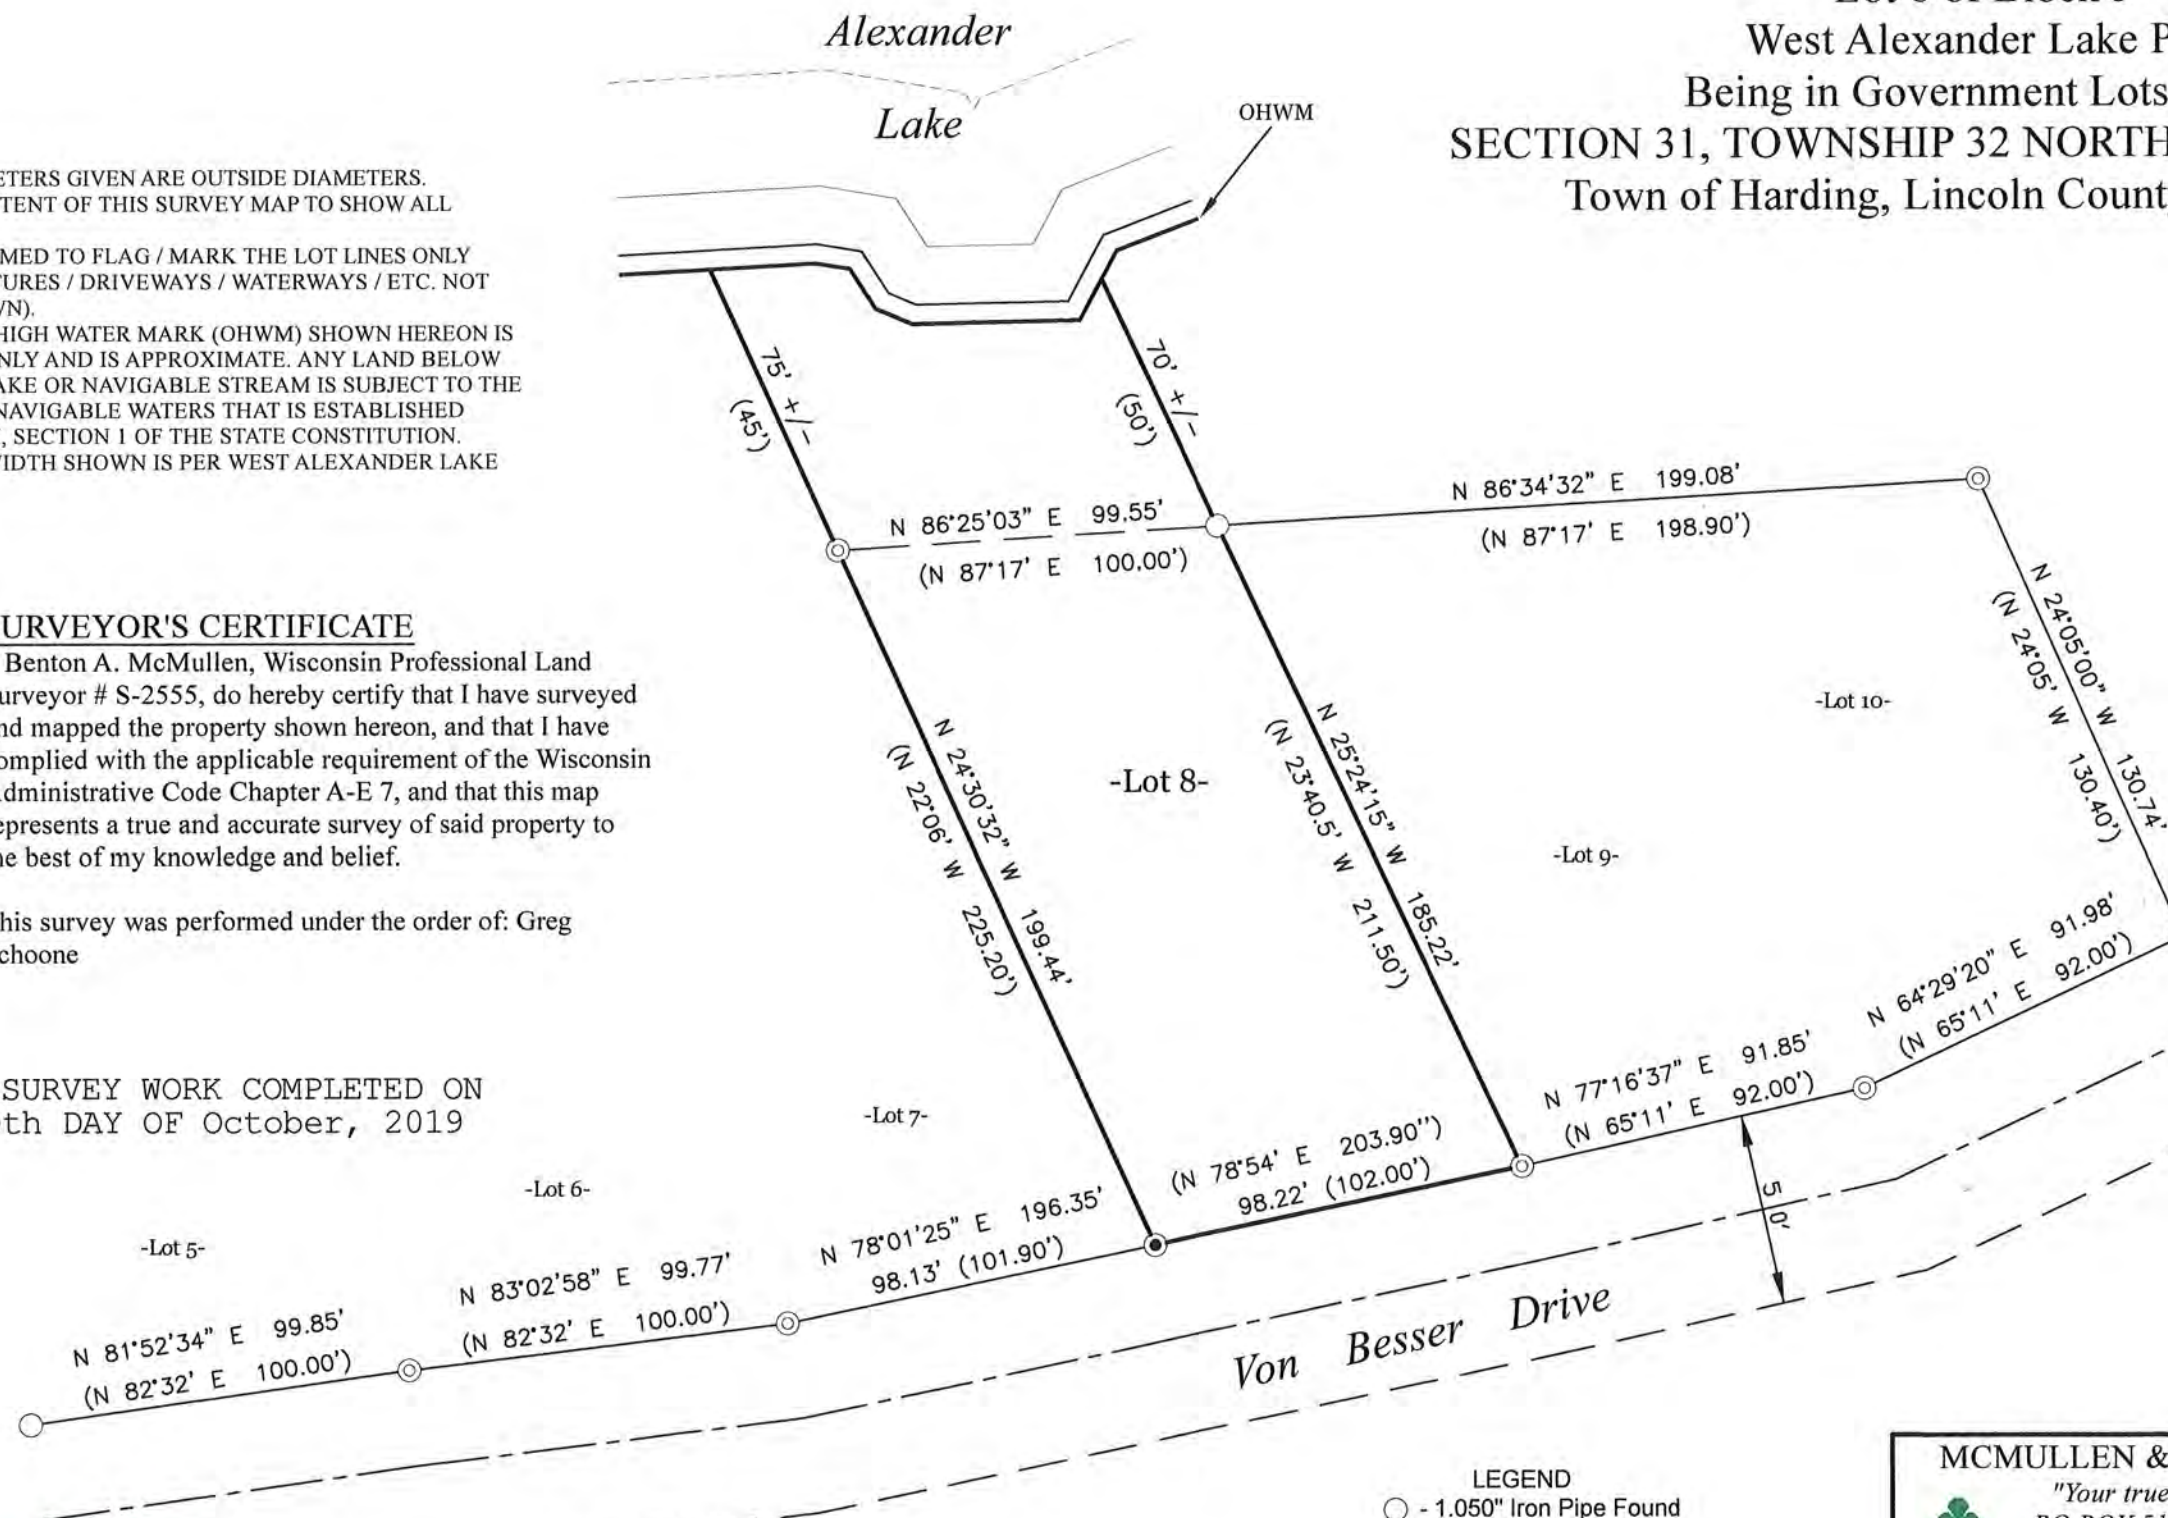 West Alexander Lake
Being in Government Lots
SECTION 31, TOWNSHIP 32 NORTH
Town of Harding, Lincoln County
Alexander
Lake
OHWM
ETERS GIVEN ARE OUTSIDE DIAMETERS.
TENT OF THIS SURVEY MAP TO SHOW ALL
MED TO FLAG / MARK THE LOT LINES ONLY
TURES / DRIVEWAYS / WATERWAYS / ETC. NOT
WN).
HIGH WATER MARK (OHWM) SHOWN HEREON IS
NLY AND IS APPROXIMATE. ANY LAND BELOW
AKE OR NAVIGABLE STREAM IS SUBJECT TO THE
NAVIGABLE WATERS THAT IS ESTABLISHED
, SECTION 1 OF THE STATE CONSTITUTION.
WIDTH SHOWN IS PER WEST ALEXANDER LAKE
75' +/-
(45')
70' +/-
(50')
N 86°25'03" E 99.55'
(N 87°17' E 100.00')
N 86°34'32" E 199.08'
(N 87°17' E 198.90')
N 24°05'00" W 130.74'
(N 24°05' W 130.40')
URVEYOR'S CERTIFICATE
Benton A. McMullen, Wisconsin Professional Land
urveyor # S-2555, do hereby certify that I have surveyed
nd mapped the property shown hereon, and that I have
omplied with the applicable requirement of the Wisconsin
dministrative Code Chapter A-E 7, and that this map
epresents a true and accurate survey of said property to
he best of my knowledge and belief.
his survey was performed under the order of: Greg
choone
SURVEY WORK COMPLETED ON
th DAY OF October, 2019
N 24°30'32" W 199.44'
(N 22°06' W 225.20')
-Lot 8-
N 25°24'15" W 185.22'
(N 23°40.5' W 211.50')
-Lot 10-
-Lot 9-
-Lot 7-
-Lot 6-
-Lot 5-
N 81°52'34" E 99.85'
(N 82°32' E 100.00')
N 83°02'58" E 99.77'
(N 82°32' E 100.00')
N 78°01'25" E 196.35'
98.13' (101.90')
(N 78°54' E 203.90'')
98.22' (102.00')
N 77°16'37" E 91.85'
(N 65°11' E 92.00')
N 64°29'20" E 91.98'
(N 65°11' E 92.00')
50'
Von Besser Drive
LEGEND
- 1.050" Iron Pipe Found
MCMULLEN &
"Your true